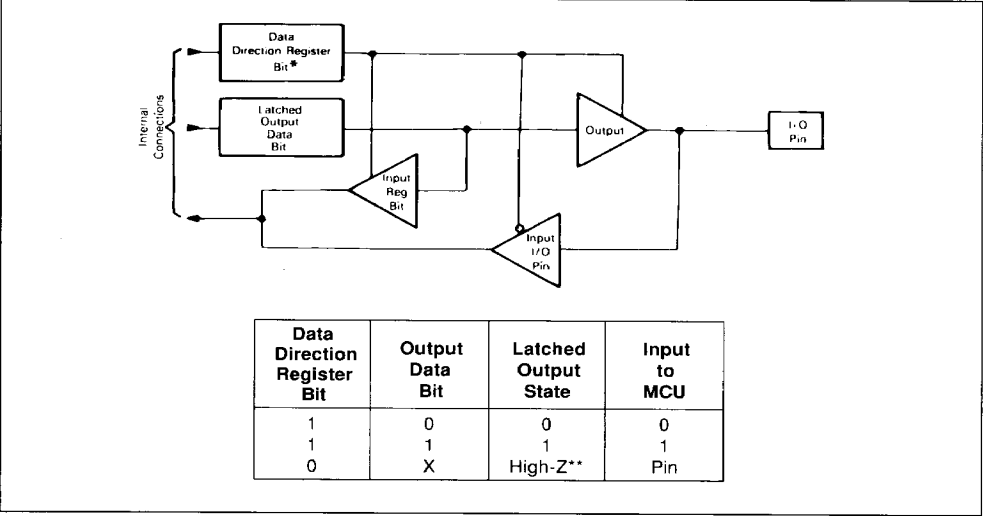 Data
Direction Register
Bit*
Latched
Output
Data
Bit
Internal
Connections
Input
Reg
Bit
Output
I/O
Pin
Input
I/O
Pin
Data Direction Register Bit | Output Data Bit | Latched Output State | Input to MCU
1 0 0 0
1 1 1 1
0 X High-Z** Pin